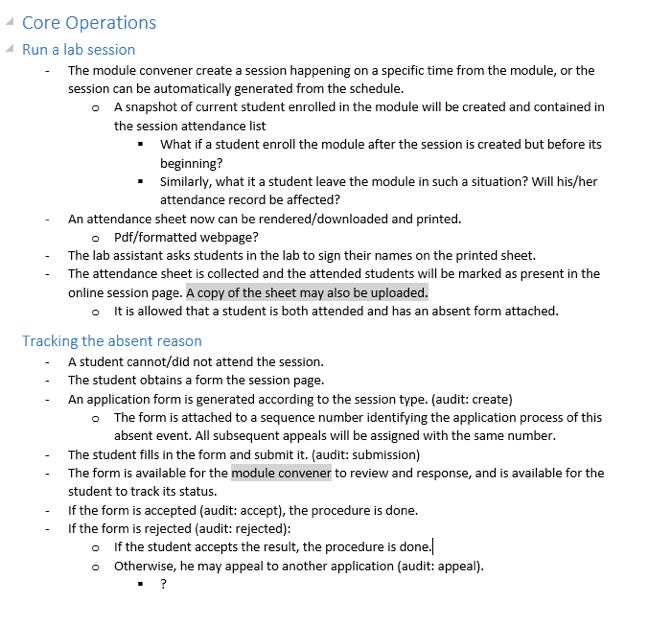 Core Operations
Run a lab session
- The module convener create a session happening on a specific time from the module, or the
session can be automatically generated from the schedule.
o A snapshot of current student enrolled in the module will be created and contained in
the session attendance list
▪ What if a student enroll the module after the session is created but before its
beginning?
▪ Similarly, what it a student leave the module in such a situation? Will his/her
attendance record be affected?
- An attendance sheet now can be rendered/downloaded and printed.
o Pdf/formatted webpage?
- The lab assistant asks students in the lab to sign their names on the printed sheet.
- The attendance sheet is collected and the attended students will be marked as present in the
online session page. A copy of the sheet may also be uploaded.
o It is allowed that a student is both attended and has an absent form attached.
Tracking the absent reason
- A student cannot/did not attend the session.
- The student obtains a form the session page.
- An application form is generated according to the session type. (audit: create)
o The form is attached to a sequence number identifying the application process of this
absent event. All subsequent appeals will be assigned with the same number.
- The student fills in the form and submit it. (audit: submission)
- The form is available for the module convener to review and response, and is available for the
student to track its status.
- If the form is accepted (audit: accept), the procedure is done.
- If the form is rejected (audit: rejected):
o If the student accepts the result, the procedure is done.
o Otherwise, he may appeal to another application (audit: appeal).
▪ ?